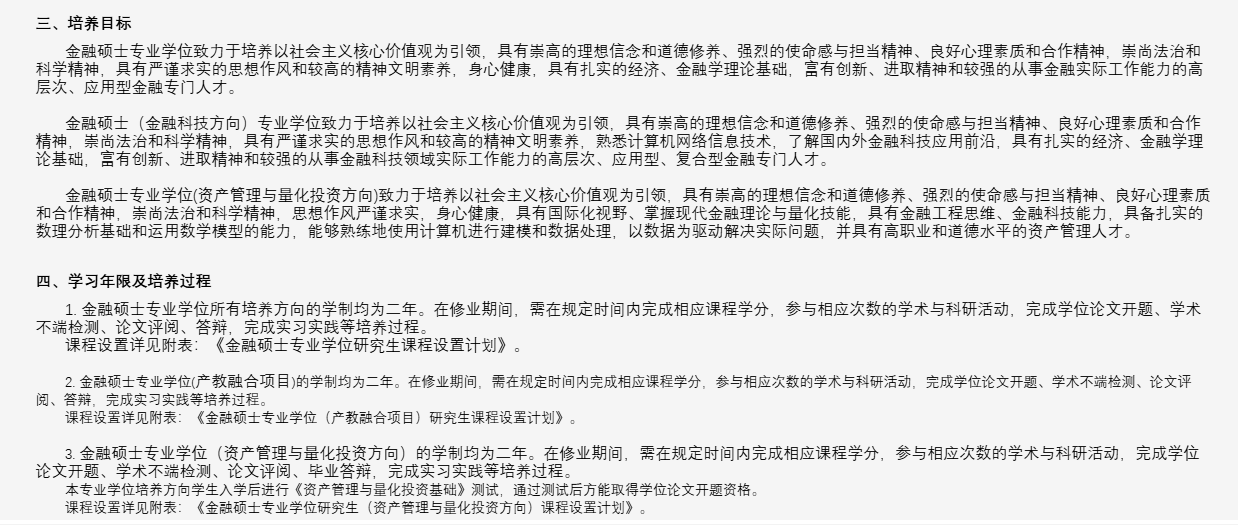 三、培养目标
金融硕士专业学位致力于培养以社会主义核心价值观为引领，具有崇高的理想信念和道德修养、强烈的使命感与担当精神、良好心理素质和合作精神，崇尚法治和
科学精神，具有严谨求实的思想作风和较高的精神文明素养，身心健康，具有扎实的经济、金融学理论基础，富有创新、进取精神和较强的从事金融实际工作能力的高
层次、应用型金融专门人才。
金融硕士（金融科技方向）专业学位致力于培养以社会主义核心价值观为引领，具有崇高的理想信念和道德修养、强烈的使命感与担当精神、良好心理素质和合作
精神，崇尚法治和科学精神，具有严谨求实的思想作风和较高的精神文明素养，熟悉计算机网络信息技术，了解国内外金融科技应用前沿，具有扎实的经济、金融学理
论基础，富有创新、进取精神和较强的从事金融科技领域实际工作能力的高层次、应用型、复合型金融专门人才。
金融硕士专业学位(资产管理与量化投资方向)致力于培养以社会主义核心价值观为引领，具有崇高的理想信念和道德修养、强烈的使命感与担当精神、良好心理素质
和合作精神，崇尚法治和科学精神，思想作风严谨求实，身心健康，具有国际化视野、掌握现代金融理论与量化技能，具有金融工程思维、金融科技能力，具备扎实的
数理分析基础和运用数学模型的能力，能够熟练地使用计算机进行建模和数据处理，以数据为驱动解决实际问题，并具有高职业和道德水平的资产管理人才。
四、学习年限及培养过程
1. 金融硕士专业学位所有培养方向的学制均为二年。在修业期间，需在规定时间内完成相应课程学分，参与相应次数的学术与科研活动，完成学位论文开题、学术
不端检测、论文评阅、答辩，完成实习实践等培养过程。
课程设置详见附表：《金融硕士专业学位研究生课程设置计划》。
2. 金融硕士专业学位(产教融合项目)的学制均为二年。在修业期间，需在规定时间内完成相应课程学分，参与相应次数的学术与科研活动，完成学位论文开题、学术不端检测、论文评
阅、答辩，完成实习实践等培养过程。
课程设置详见附表：《金融硕士专业学位（产教融合项目）研究生课程设置计划》。
3. 金融硕士专业学位（资产管理与量化投资方向）的学制均为二年。在修业期间，需在规定时间内完成相应课程学分，参与相应次数的学术与科研活动，完成学位
论文开题、学术不端检测、论文评阅、毕业答辩，完成实习实践等培养过程。
本专业学位培养方向学生入学后进行《资产管理与量化投资基础》测试，通过测试后方能取得学位论文开题资格。
课程设置详见附表：《金融硕士专业学位研究生（资产管理与量化投资方向）课程设置计划》。